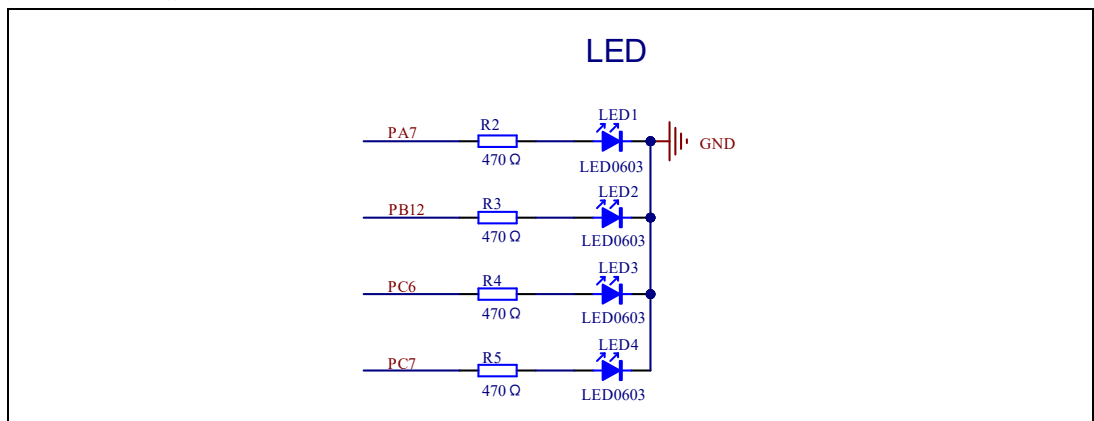 LED
LED1
PA7
R2
GND
470 Ω
LED0603
LED2
PB12
R3
470 Ω
LED0603
LED3
PC6
R4
470 Ω
LED0603
LED4
PC7
R5
470 Ω
LED0603